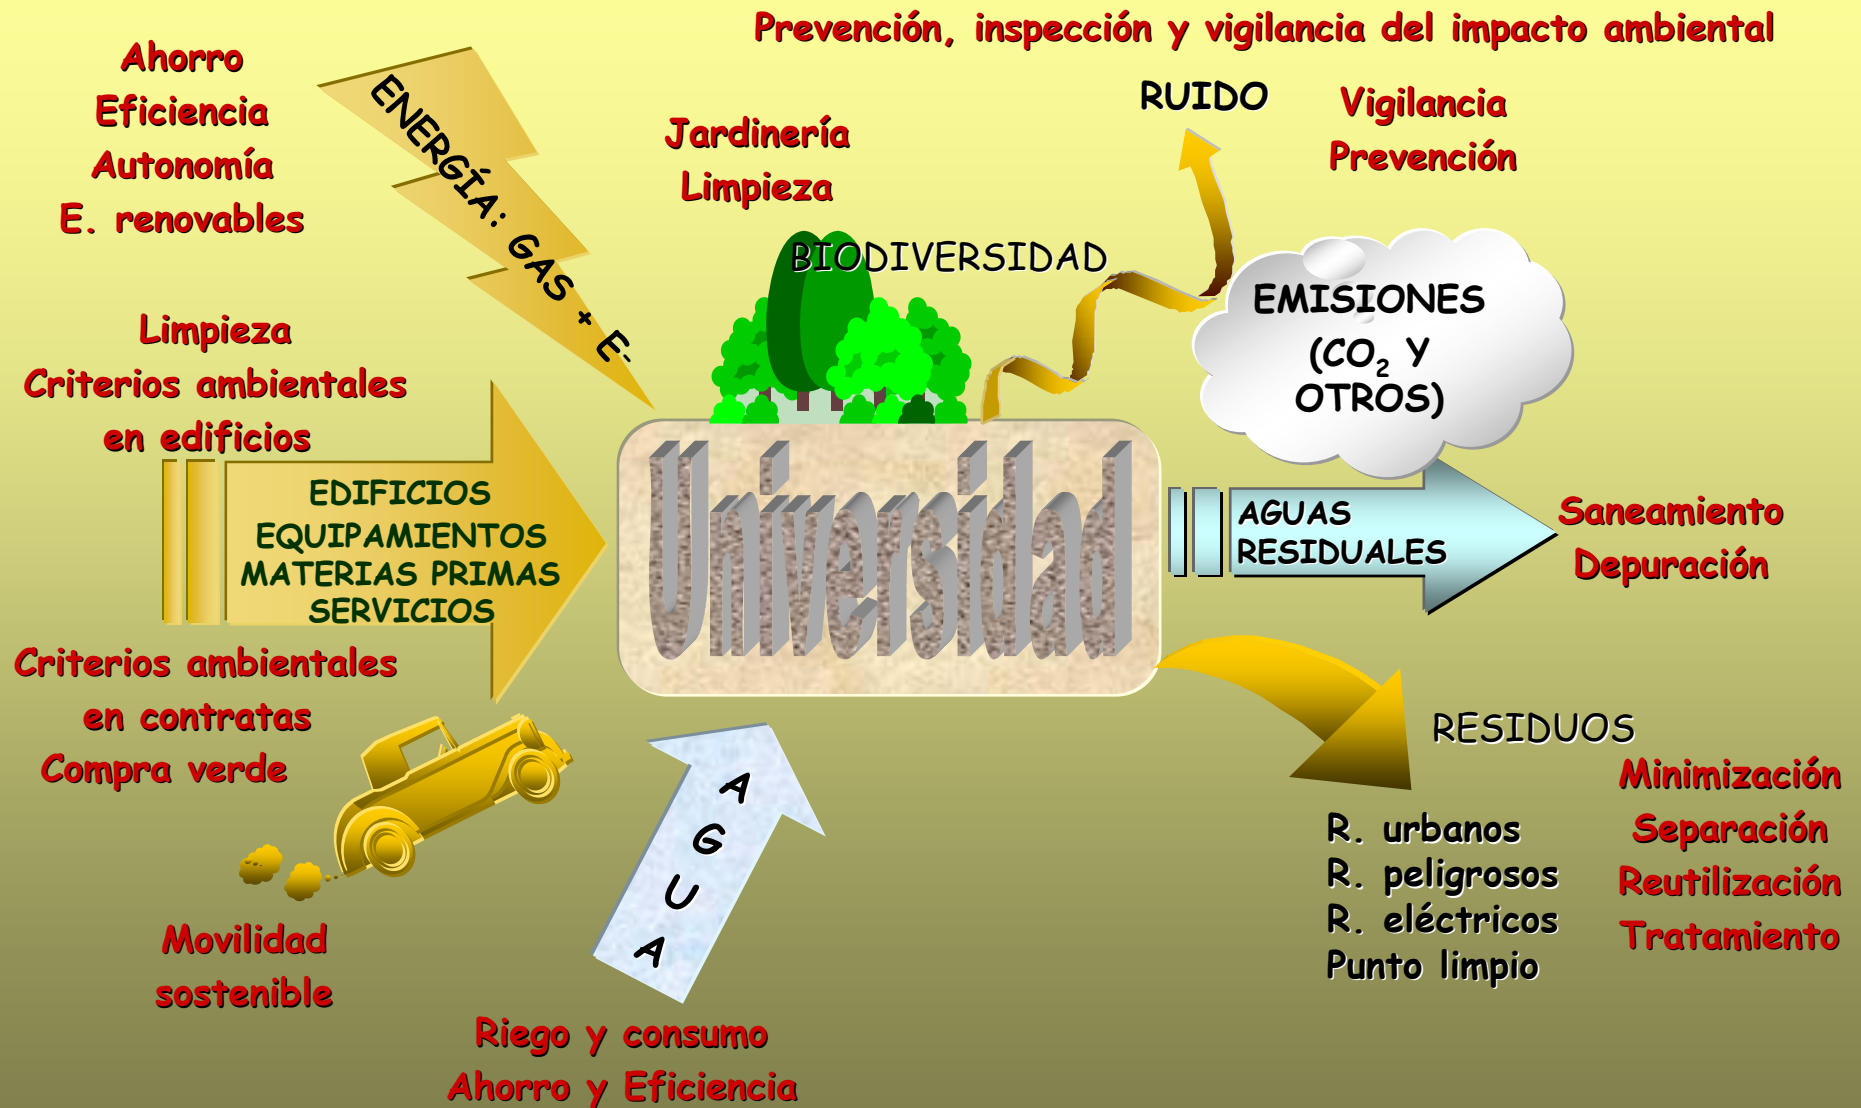 Prevención, inspección y vigilancia del impacto ambiental
Ahorro
Eficiencia
Autonomía
E. renovables
ENERGÍA: GAS + E-
Jardinería
Limpieza
BIODIVERSIDAD
RUIDO
Vigilancia
Prevención
EMISIONES
(CO₂ Y
OTROS)
Limpieza
Criterios ambientales
en edificios
EDIFICIOS
EQUIPAMIENTOS
MATERIAS PRIMAS
SERVICIOS
Universidad
AGUAS
RESIDUALES
Saneamiento
Depuración
Criterios ambientales
en contratas
Compra verde
Movilidad
sostenible
AGUA
Riego y consumo
Ahorro y Eficiencia
RESIDUOS
R. urbanos
R. peligrosos
R. eléctricos
Punto limpio
Minimización
Separación
Reutilización
Tratamiento